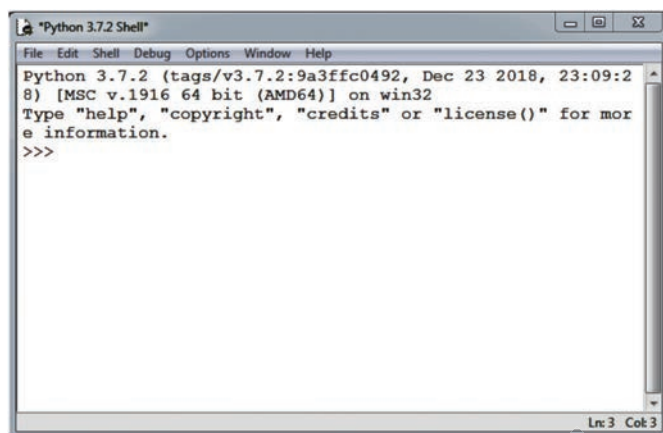 *Python 3.7.2 Shell*
File Edit Shell Debug Options Window Help
Python 3.7.2 (tags/v3.7.2:9a3ffc0492, Dec 23 2018, 23:09:2
8) [MSC v.1916 64 bit (AMD64)] on win32
Type "help", "copyright", "credits" or "license()" for mor
e information.
>>>
Ln: 3 Col: 3